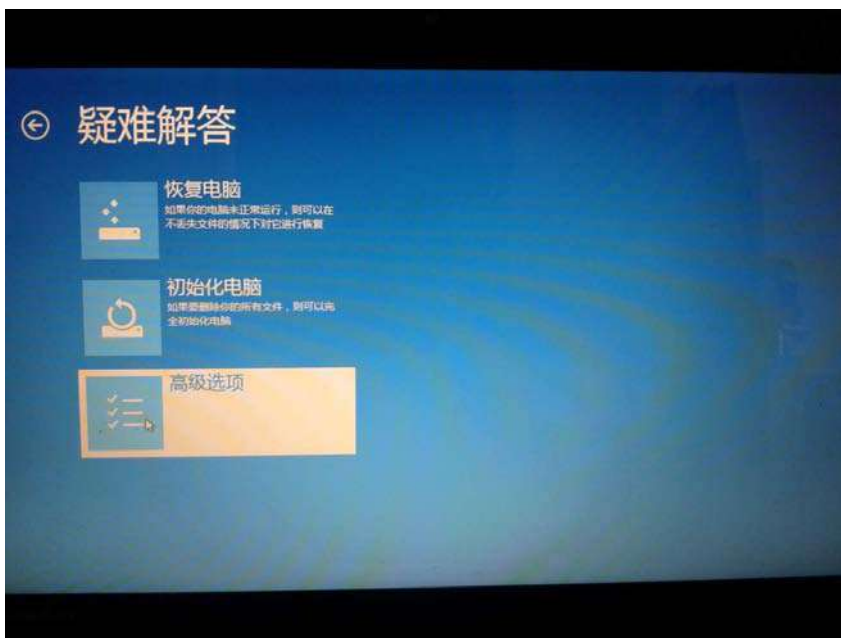 疑难解答
恢复电脑
如果你的电脑未正常运行，则可以在
不丢失文件的情况下对它进行恢复
初始化电脑
如果要删除你的所有文件，则可以完
全初始化电脑
高级选项